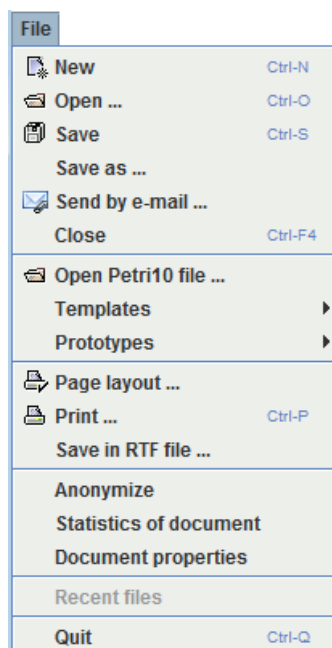 File
New Ctrl-N
Open ... Ctrl-O
Save Ctrl-S
Save as ...
Send by e-mail ...
Close Ctrl-F4
Open Petri10 file ...
Templates
Prototypes
Page layout ...
Print ... Ctrl-P
Save in RTF file ...
Anonymize
Statistics of document
Document properties
Recent files
Quit Ctrl-Q